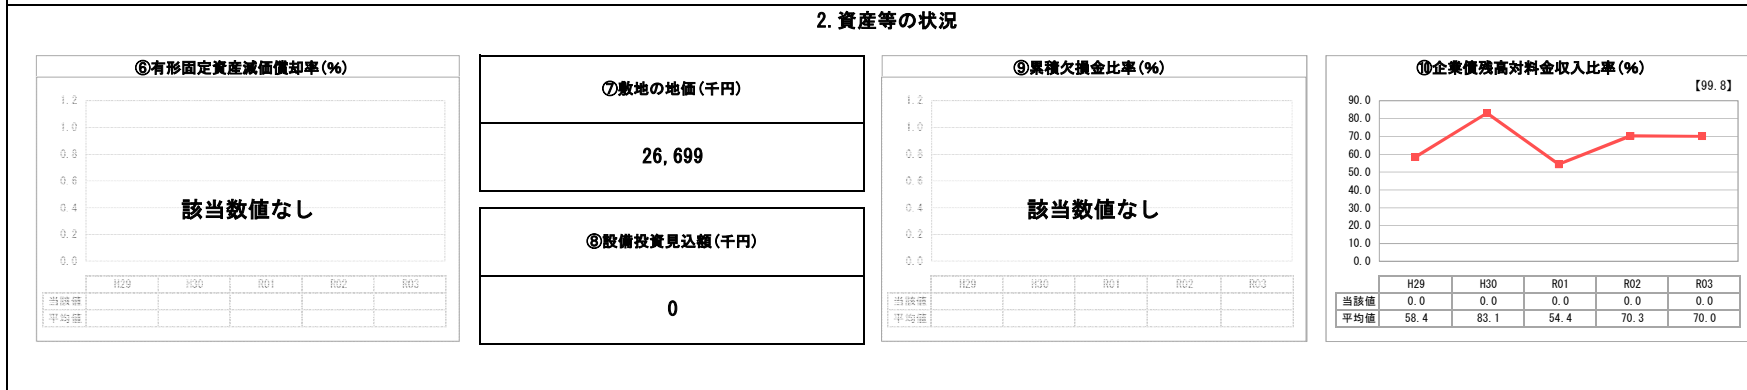 2.資産等の状況
⑥有形固定資産減価償却率(%)
1.2
1.0
0.8
0.6
0.4
0.2
0.0
該当数値なし
H29 H30 R01 R02 R03
当該値
平均値
⑦敷地の地価(千円)
26,699
⑧設備投資見込額(千円)
0
⑨累積欠損金比率(%)
1.2
1.0
0.8
0.6
0.4
0.2
0.0
該当数値なし
H29 H30 R01 R02 R03
当該値
平均値
⑩企業債残高対料金収入比率(%)
【99.8】
90.0
80.0
70.0
60.0
50.0
40.0
30.0
20.0
10.0
0.0
H29 H30 R01 R02 R03
当該値 0.0 0.0 0.0 0.0 0.0
平均値 58.4 83.1 54.4 70.3 70.0